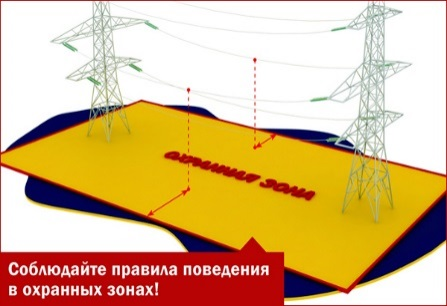 ОХРАННАЯ ЗОНА
Соблюдайте правила поведения
в охранных зонах!